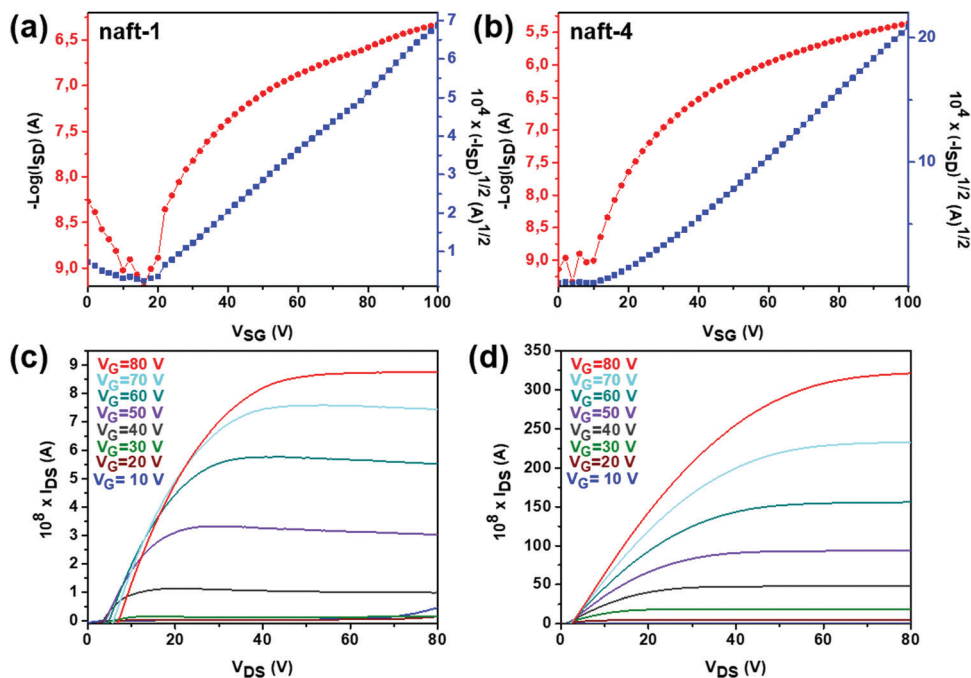 (a)
naft-1
-Log(ISD) (A)
6,5
7,0
7,5
8,0
8,5
9,0
10^4 x (-ISD)^1/2 (A)^1/2
7
6
5
4
3
2
1
0 20 40 60 80 100
VSG (V)
(b)
naft-4
-Log(ISD) (A)
5,5
6,0
6,5
7,0
7,5
8,0
8,5
9,0
10^4 x (-ISD)^1/2 (A)^1/2
20
10
0 20 40 60 80 100
VSG (V)
(c)
10^8 x IDS (A)
9
8
7
6
5
4
3
2
1
0
VG=80 V
VG=70 V
VG=60 V
VG=50 V
VG=40 V
VG=30 V
VG=20 V
VG= 10 V
0 20 40 60 80
VDS (V)
(d)
10^8 x IDS (A)
350
300
250
200
150
100
50
0
VG=80 V
VG=70 V
VG=60 V
VG=50 V
VG=40 V
VG=30 V
VG=20 V
VG= 10 V
0 20 40 60 80
VDS (V)